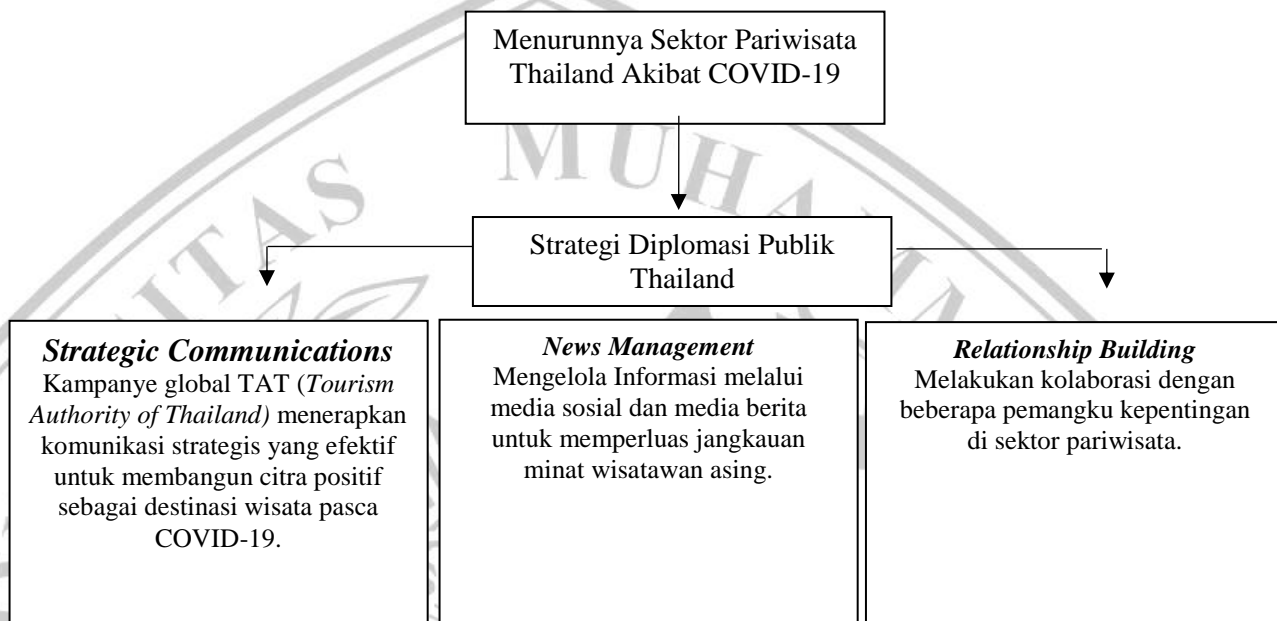 Menurunnya Sektor Pariwisata
Thailand Akibat COVID-19
MUHAM
ITAS
Strategi Diplomasi Publik
Thailand
Strategic Communications
Kampanye global TAT (Tourism
Authority of Thailand) menerapkan
komunikasi strategis yang efektif
untuk membangun citra positif
sebagai destinasi wisata pasca
COVID-19.
News Management
Mengelola Informasi melalui
media sosial dan media berita
untuk memperluas jangkauan
minat wisatawan asing.
Relationship Building
Melakukan kolaborasi dengan
beberapa pemangku kepentingan
di sektor pariwisata.